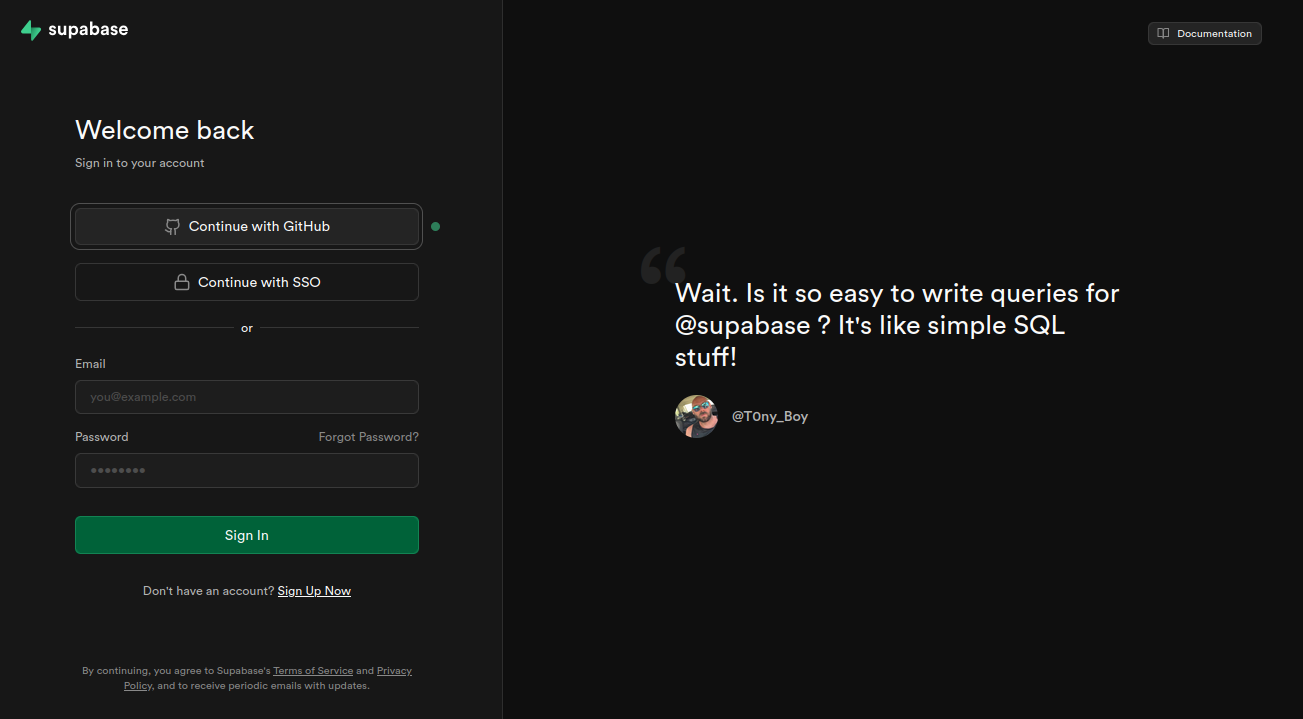 supabase
Documentation
Welcome back
Sign in to your account
Continue with GitHub
Continue with SSO
or
Email
you@example.com
Password
Forgot Password?
Sign In
Don't have an account? Sign Up Now
By continuing, you agree to Supabase's Terms of Service and Privacy
Policy, and to receive periodic emails with updates.
“
Wait. Is it so easy to write queries for
@supabase ? It's like simple SQL
stuff!
@T0ny_Boy